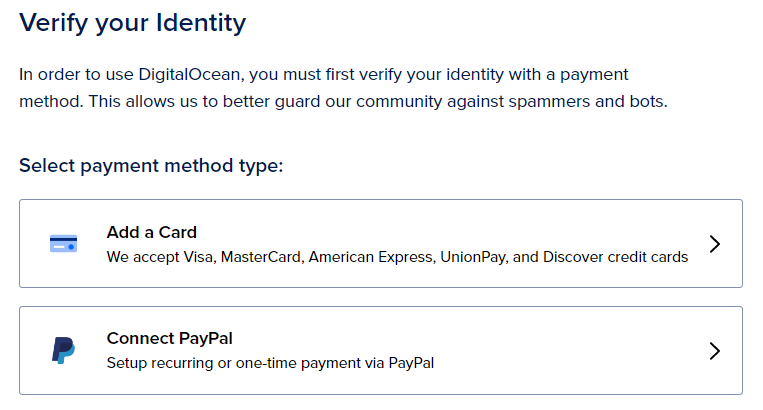 Verify your Identity
In order to use DigitalOcean, you must first verify your identity with a payment
method. This allows us to better guard our community against spammers and bots.
Select payment method type:
Add a Card
We accept Visa, MasterCard, American Express, UnionPay, and Discover credit cards
Connect PayPal
Setup recurring or one-time payment via PayPal